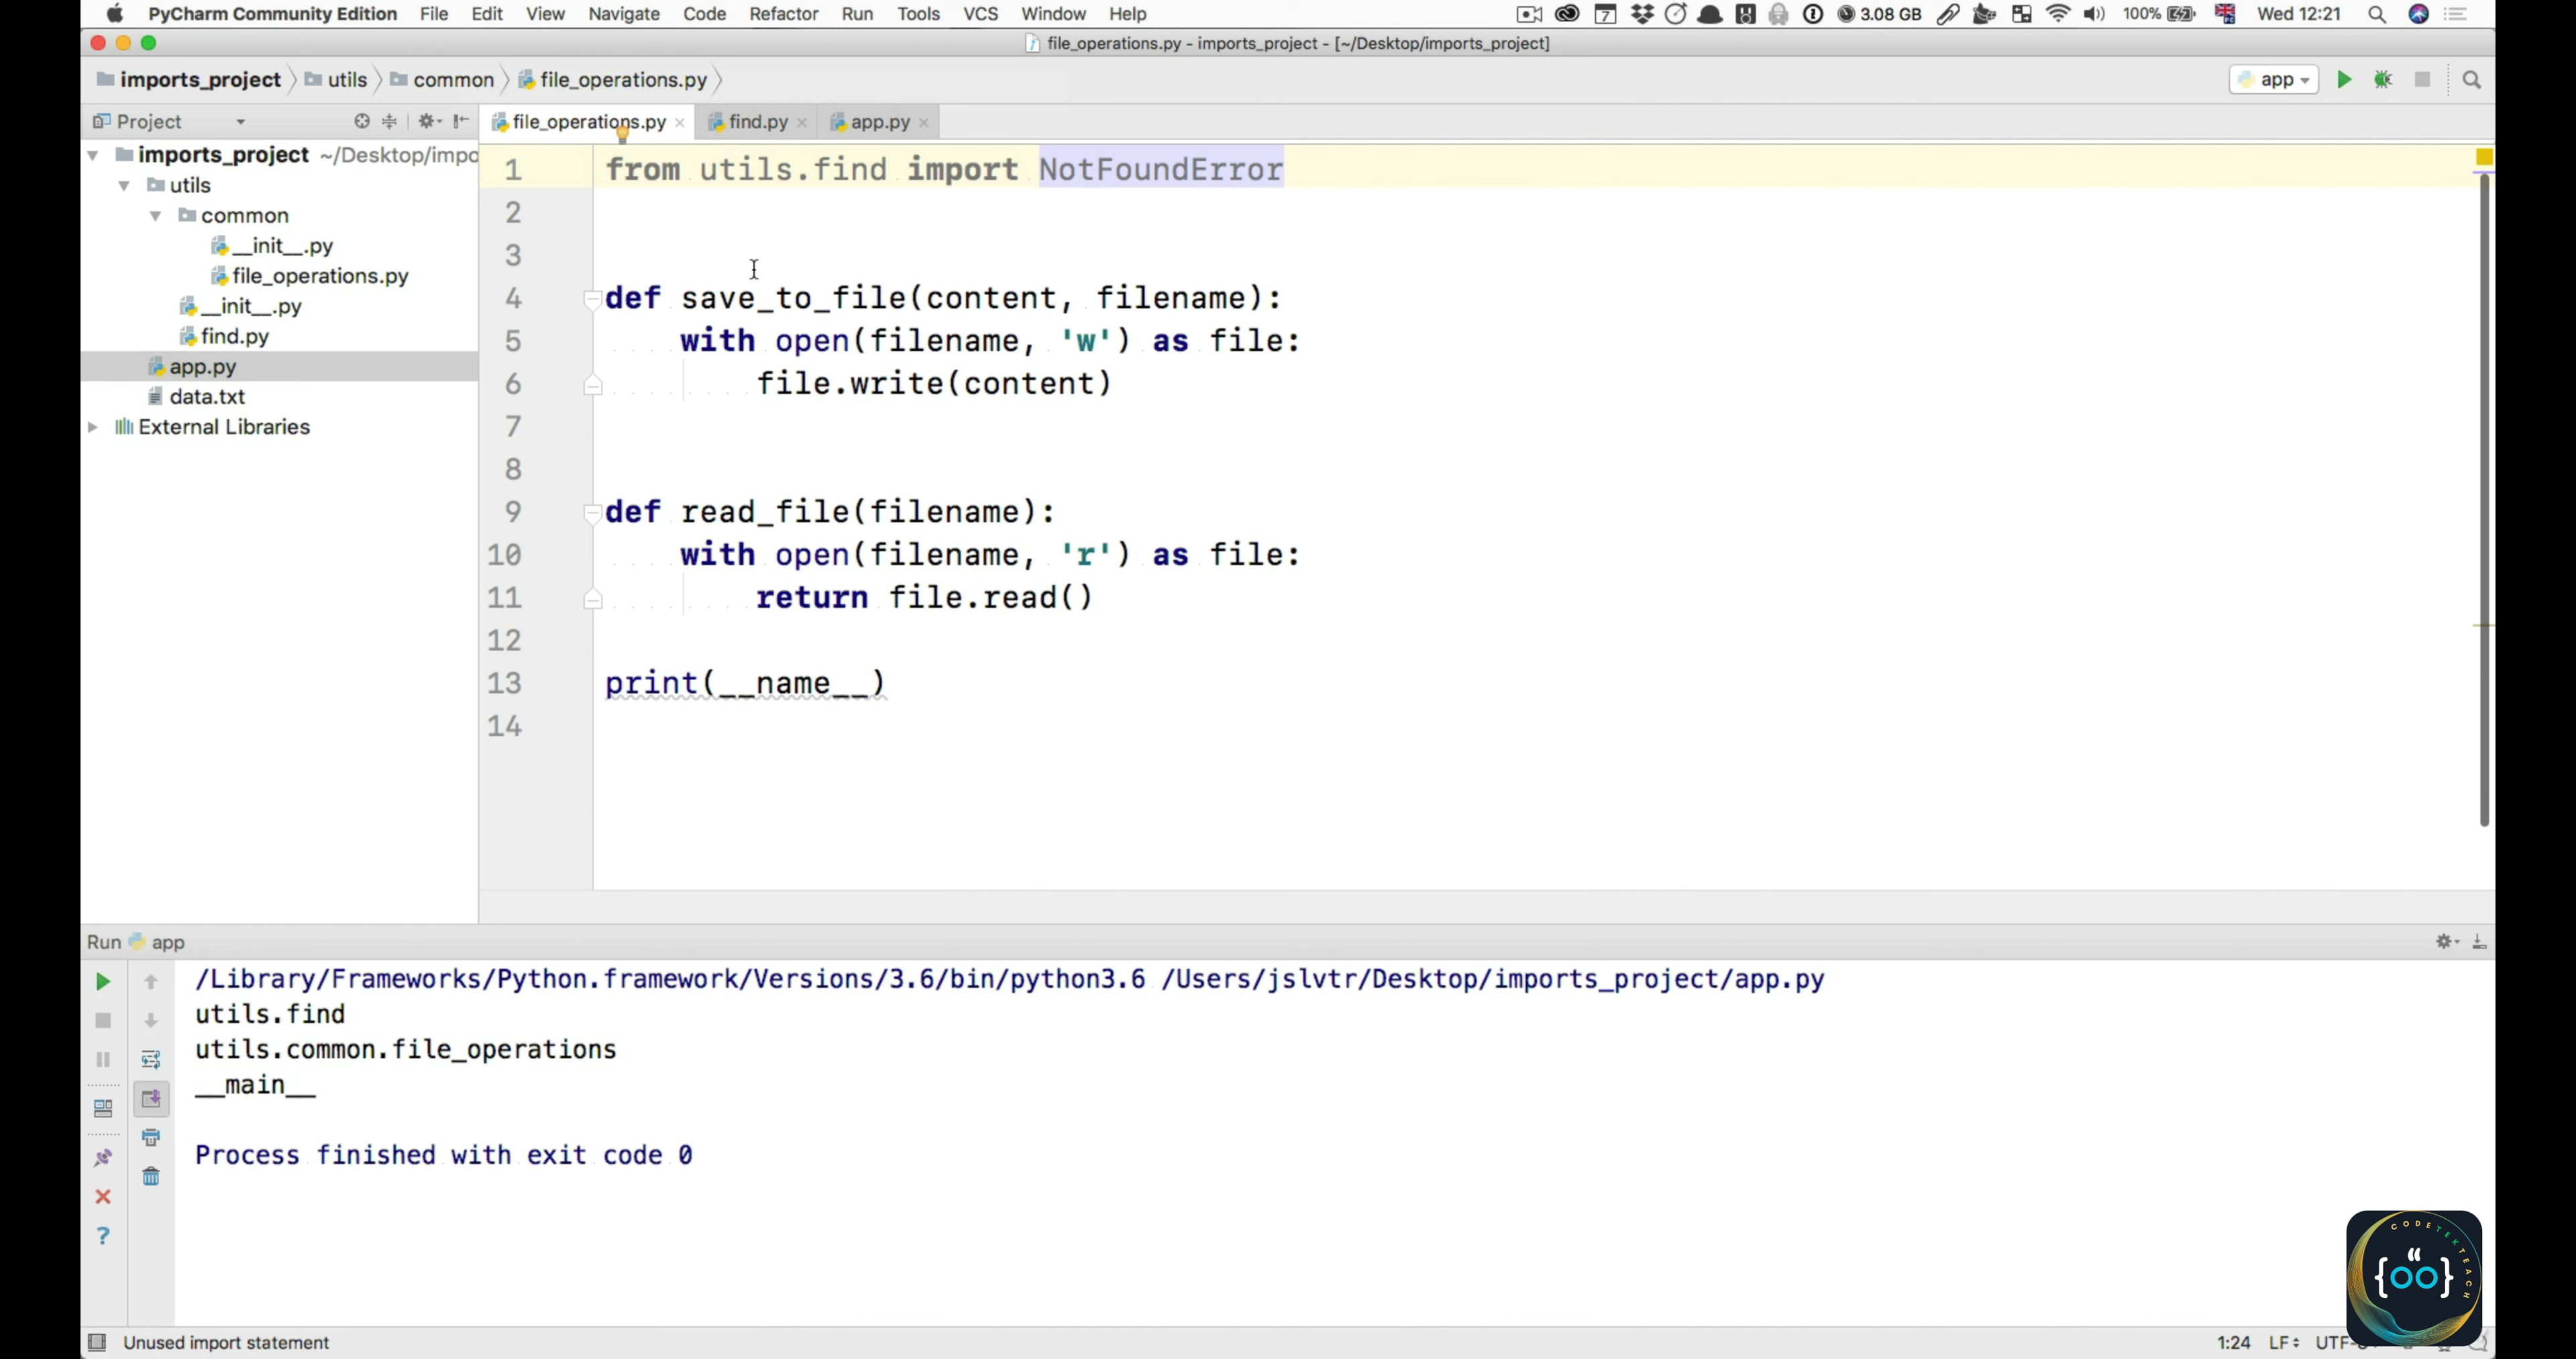 PyCharm Community Edition File Edit View Navigate Code Refactor Run Tools VCS Window Help 7 3.08 GB 100% Wed 12:21
file_operations.py - imports_project - [~/Desktop/imports_project]
imports_project utils common file_operations.py app
Project file_operations.py find.py app.py
imports_project ~/Desktop/impo
utils
common
__init__.py
file_operations.py
__init__.py
find.py
app.py
data.txt
External Libraries
1 from utils.find import NotFoundError
2
3
4 def save_to_file(content, filename):
5 with open(filename, 'w') as file:
6 file.write(content)
7
8
9 def read_file(filename):
10 with open(filename, 'r') as file:
11 return file.read()
12
13 print(__name__)
14
Run app
/Library/Frameworks/Python.framework/Versions/3.6/bin/python3.6 /Users/jslvtr/Desktop/imports_project/app.py
utils.find
utils.common.file_operations
__main__
Process finished with exit code 0
CODETEKTEACH
Unused import statement 1:24 LF